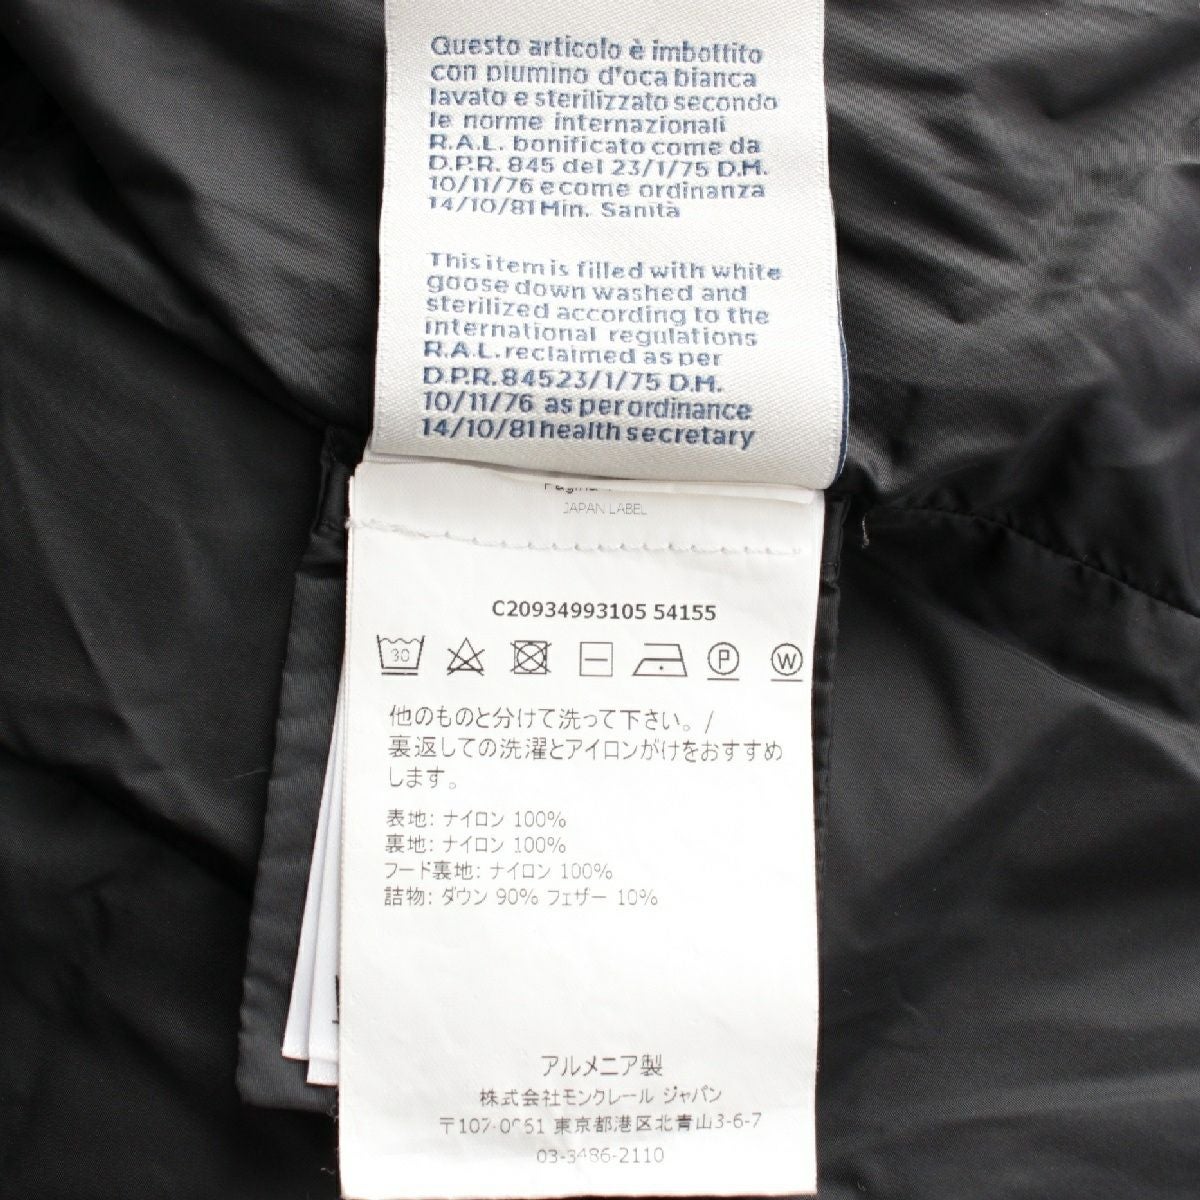 Questo articolo è imbottito
con piumino d'oca bianca
lavato e sterilizzato secondo
le norme internazionali
R.A.L. bonificato come da
D.P.R. 845 del 23/1/75 D.M.
10/11/76 e come ordinanza
14/10/81 Min. Sanità
This item is filled with white
goose down washed and
sterilized according to the
international regulations
R.A.L. reclaimed as per
D.P.R. 84523/1/75 D.M.
10/11/76 as per ordinance
14/10/81 health secretary
JAPAN LABEL
C20934993105 54155
30 P W
他のものと分けて洗って下さい。/
裏返しての洗濯とアイロンがけをおすすめ
します。
表地: ナイロン 100%
裏地: ナイロン 100%
フード裏地: ナイロン 100%
詰物: ダウン 90% フェザー 10%
アルメニア製
株式会社モンクレール ジャパン
東京都港区北青山3-6-7
03-3486-2110